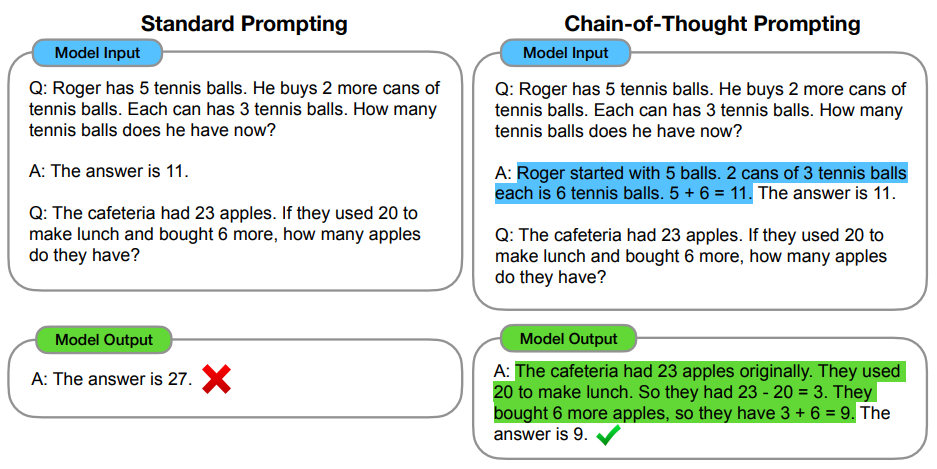 Standard Prompting
Model Input
Q: Roger has 5 tennis balls. He buys 2 more cans of
tennis balls. Each can has 3 tennis balls. How many
tennis balls does he have now?
A: The answer is 11.
Q: The cafeteria had 23 apples. If they used 20 to
make lunch and bought 6 more, how many apples
do they have?
Model Output
A: The answer is 27.
Chain-of-Thought Prompting
Model Input
Q: Roger has 5 tennis balls. He buys 2 more cans of
tennis balls. Each can has 3 tennis balls. How many
tennis balls does he have now?
A: Roger started with 5 balls. 2 cans of 3 tennis balls
each is 6 tennis balls. 5 + 6 = 11. The answer is 11.
Q: The cafeteria had 23 apples. If they used 20 to
make lunch and bought 6 more, how many apples
do they have?
Model Output
A: The cafeteria had 23 apples originally. They used
20 to make lunch. So they had 23 - 20 = 3. They
bought 6 more apples, so they have 3 + 6 = 9. The
answer is 9.